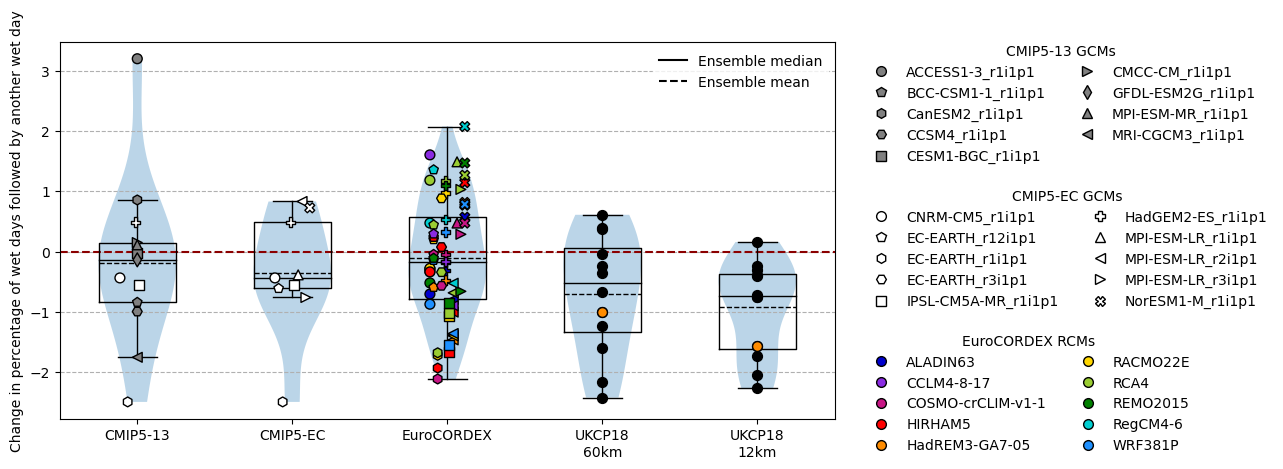 Change in percentage of wet days followed by another wet day
3
2
1
0
−1
−2
Ensemble median
Ensemble mean
CMIP5-13
CMIP5-EC
EuroCORDEX
UKCP18
60km
UKCP18
12km
CMIP5-13 GCMs
ACCESS1-3_r1i1p1
BCC-CSM1-1_r1i1p1
CanESM2_r1i1p1
CCSM4_r1i1p1
CESM1-BGC_r1i1p1
CMCC-CM_r1i1p1
GFDL-ESM2G_r1i1p1
MPI-ESM-MR_r1i1p1
MRI-CGCM3_r1i1p1
CMIP5-EC GCMs
CNRM-CM5_r1i1p1
EC-EARTH_r12i1p1
EC-EARTH_r1i1p1
EC-EARTH_r3i1p1
IPSL-CM5A-MR_r1i1p1
HadGEM2-ES_r1i1p1
MPI-ESM-LR_r1i1p1
MPI-ESM-LR_r2i1p1
MPI-ESM-LR_r3i1p1
NorESM1-M_r1i1p1
EuroCORDEX RCMs
ALADIN63
CCLM4-8-17
COSMO-crCLIM-v1-1
HIRHAM5
HadREM3-GA7-05
RACMO22E
RCA4
REMO2015
RegCM4-6
WRF381P